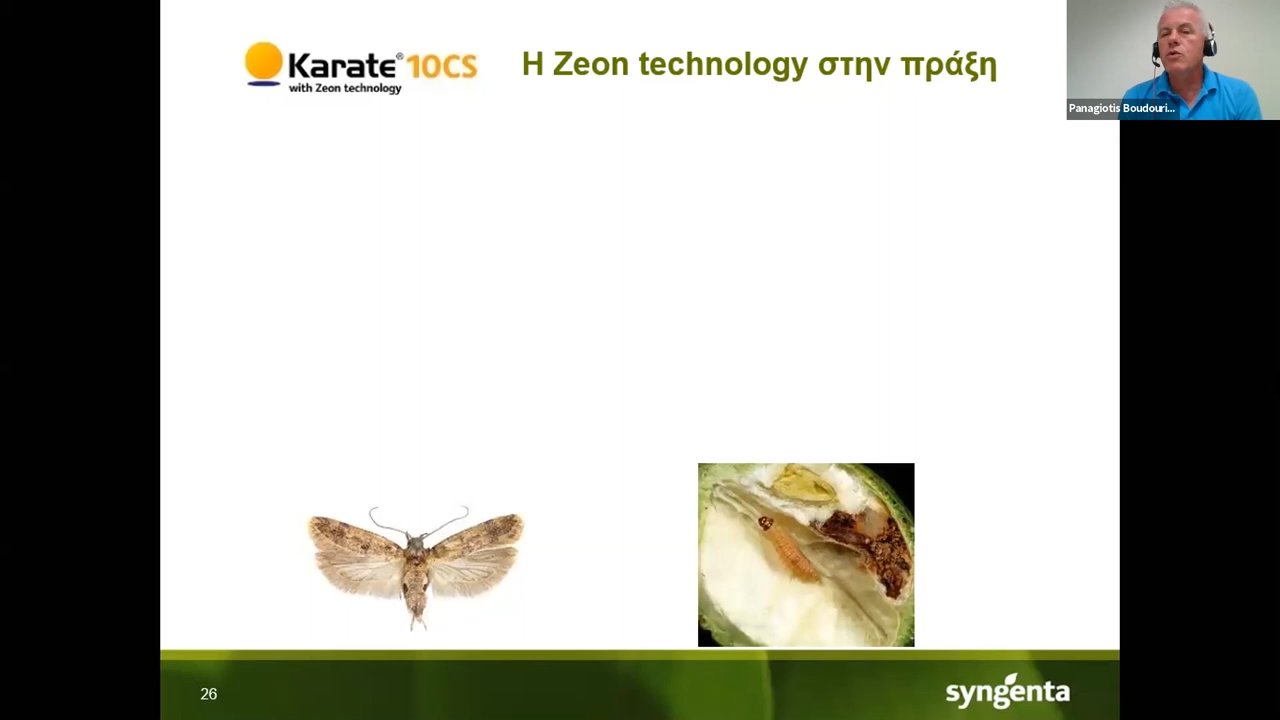 Karate® 10CS
with Zeon technology
Η Zeon technology στην πράξη
Panagiotis Boudouri...
26
syngenta